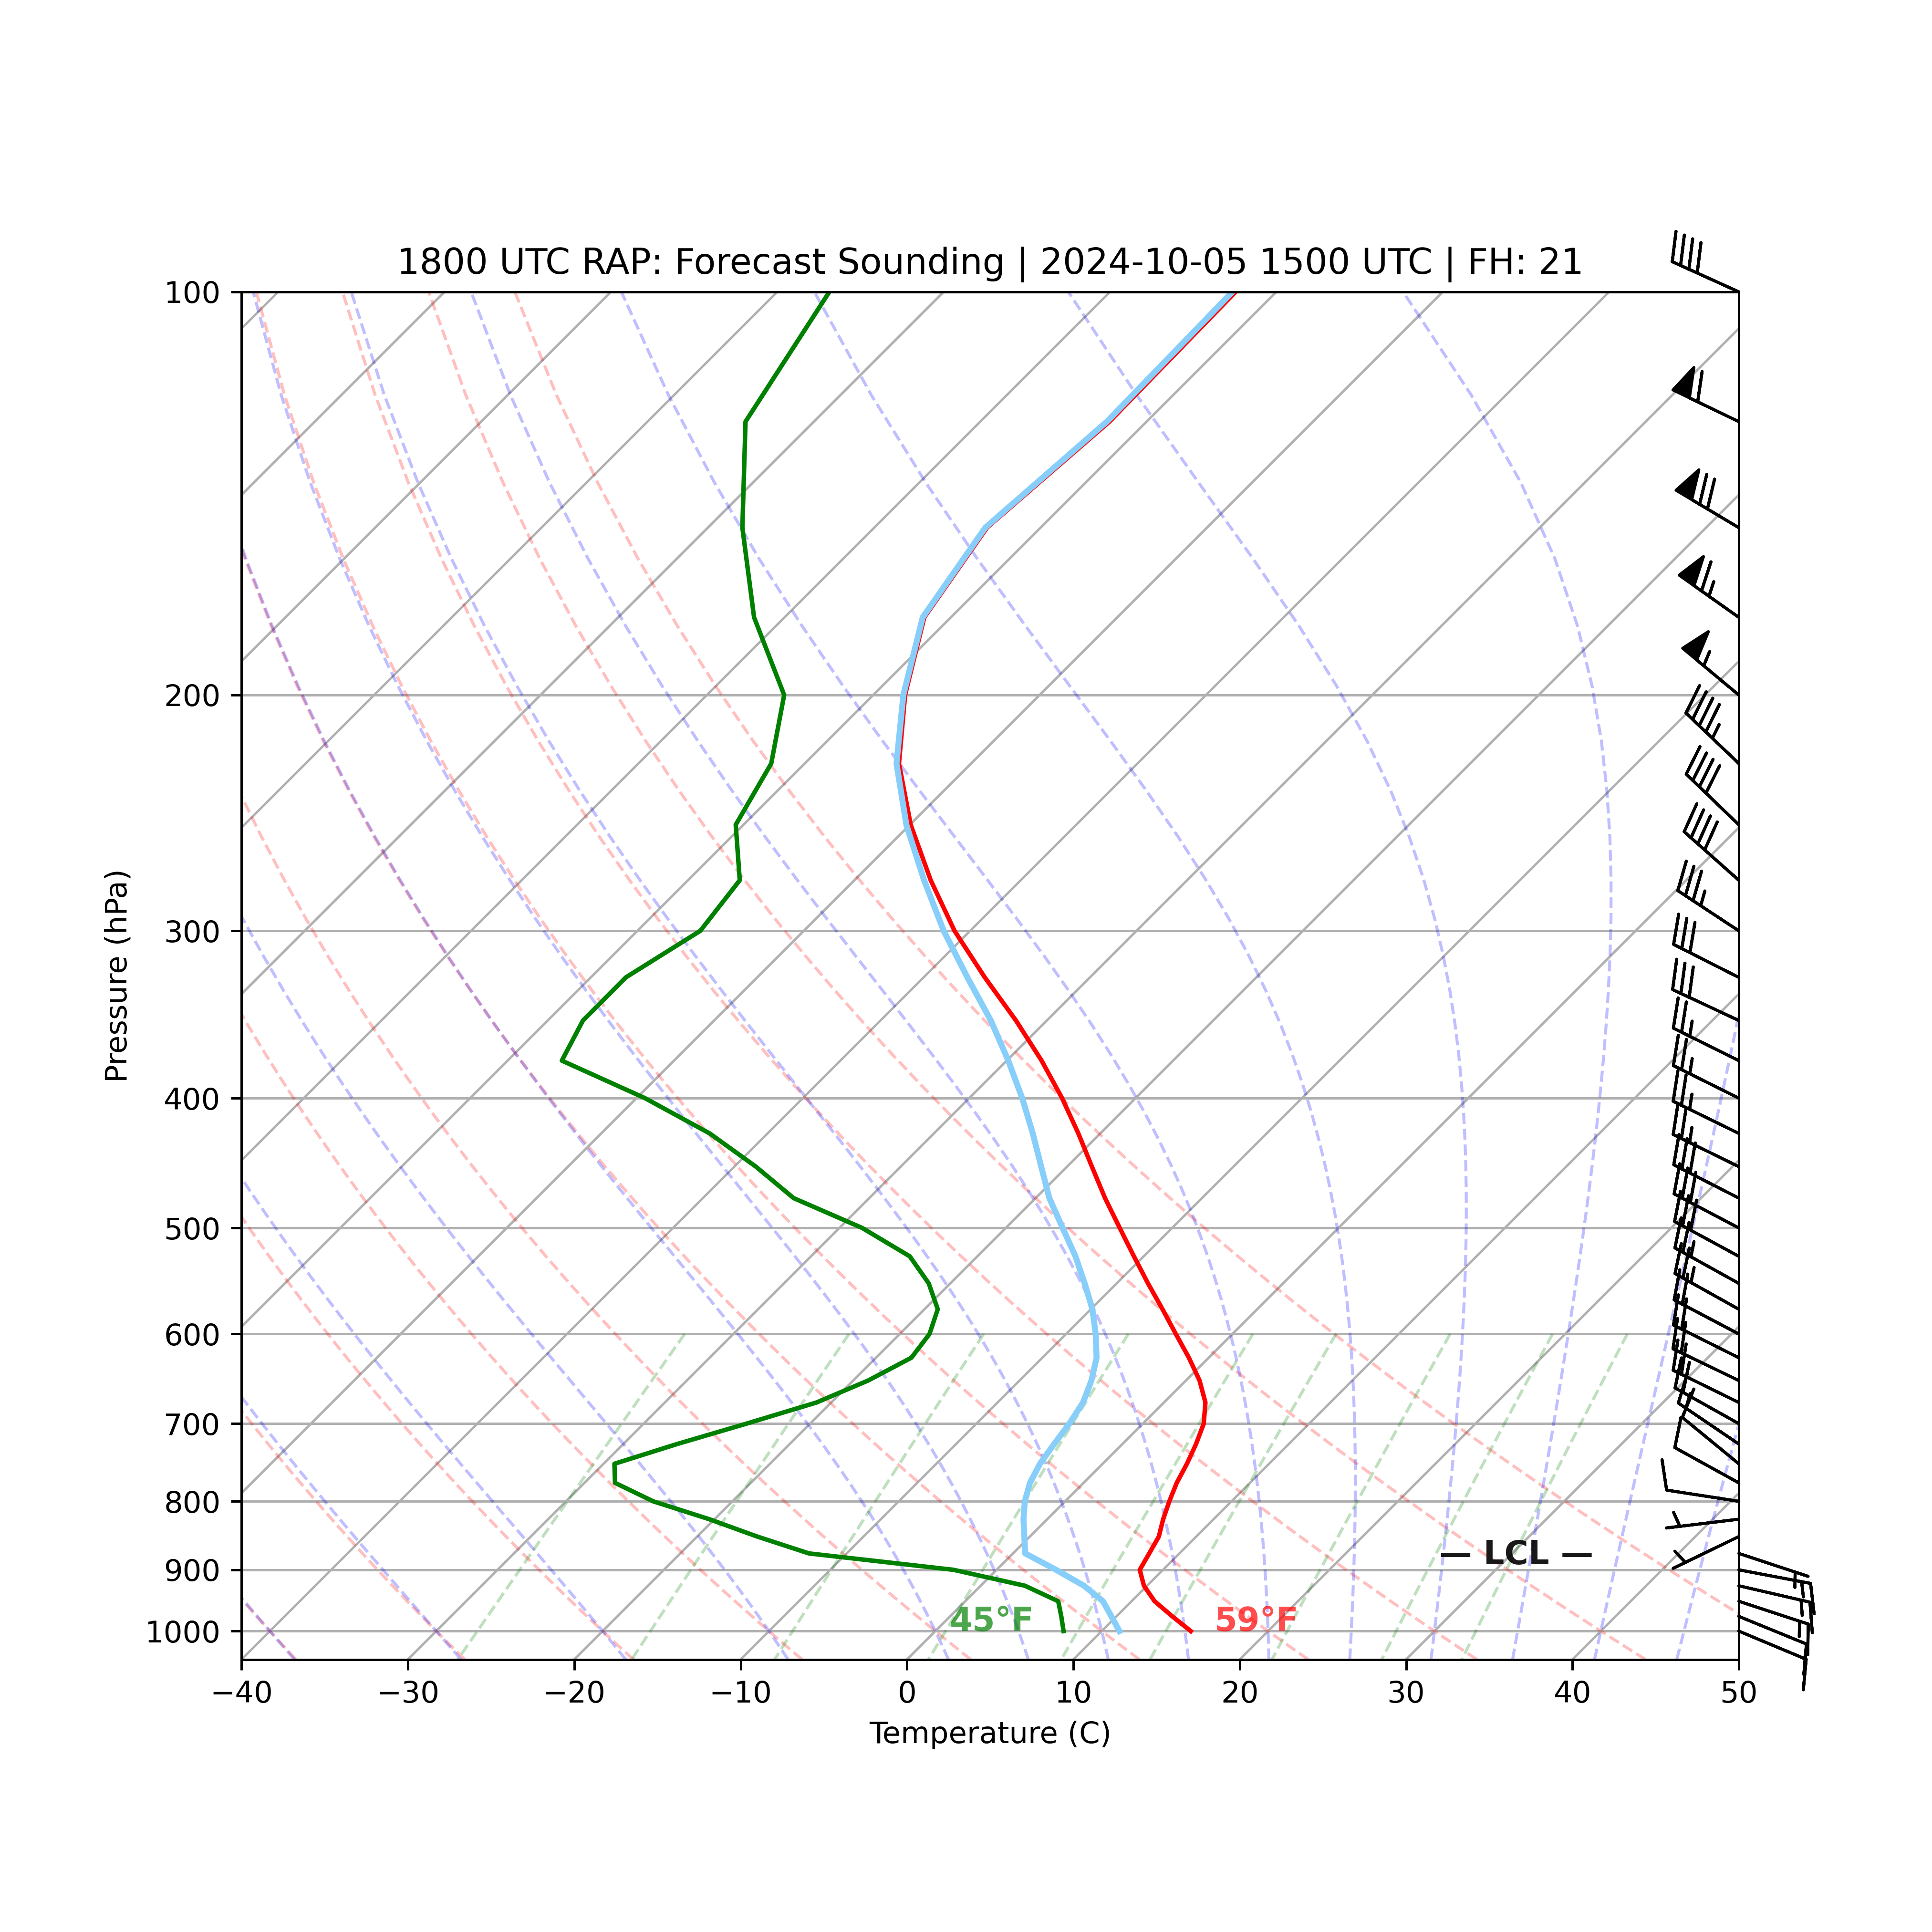 1800 UTC RAP: Forecast Sounding | 2024-10-05 1500 UTC | FH: 21
100
200
300
400
500
600
700
800
900
1000
Pressure (hPa)
— LCL —
45°F
59°F
−40 −30 −20 −10 0 10 20 30 40 50
Temperature (C)